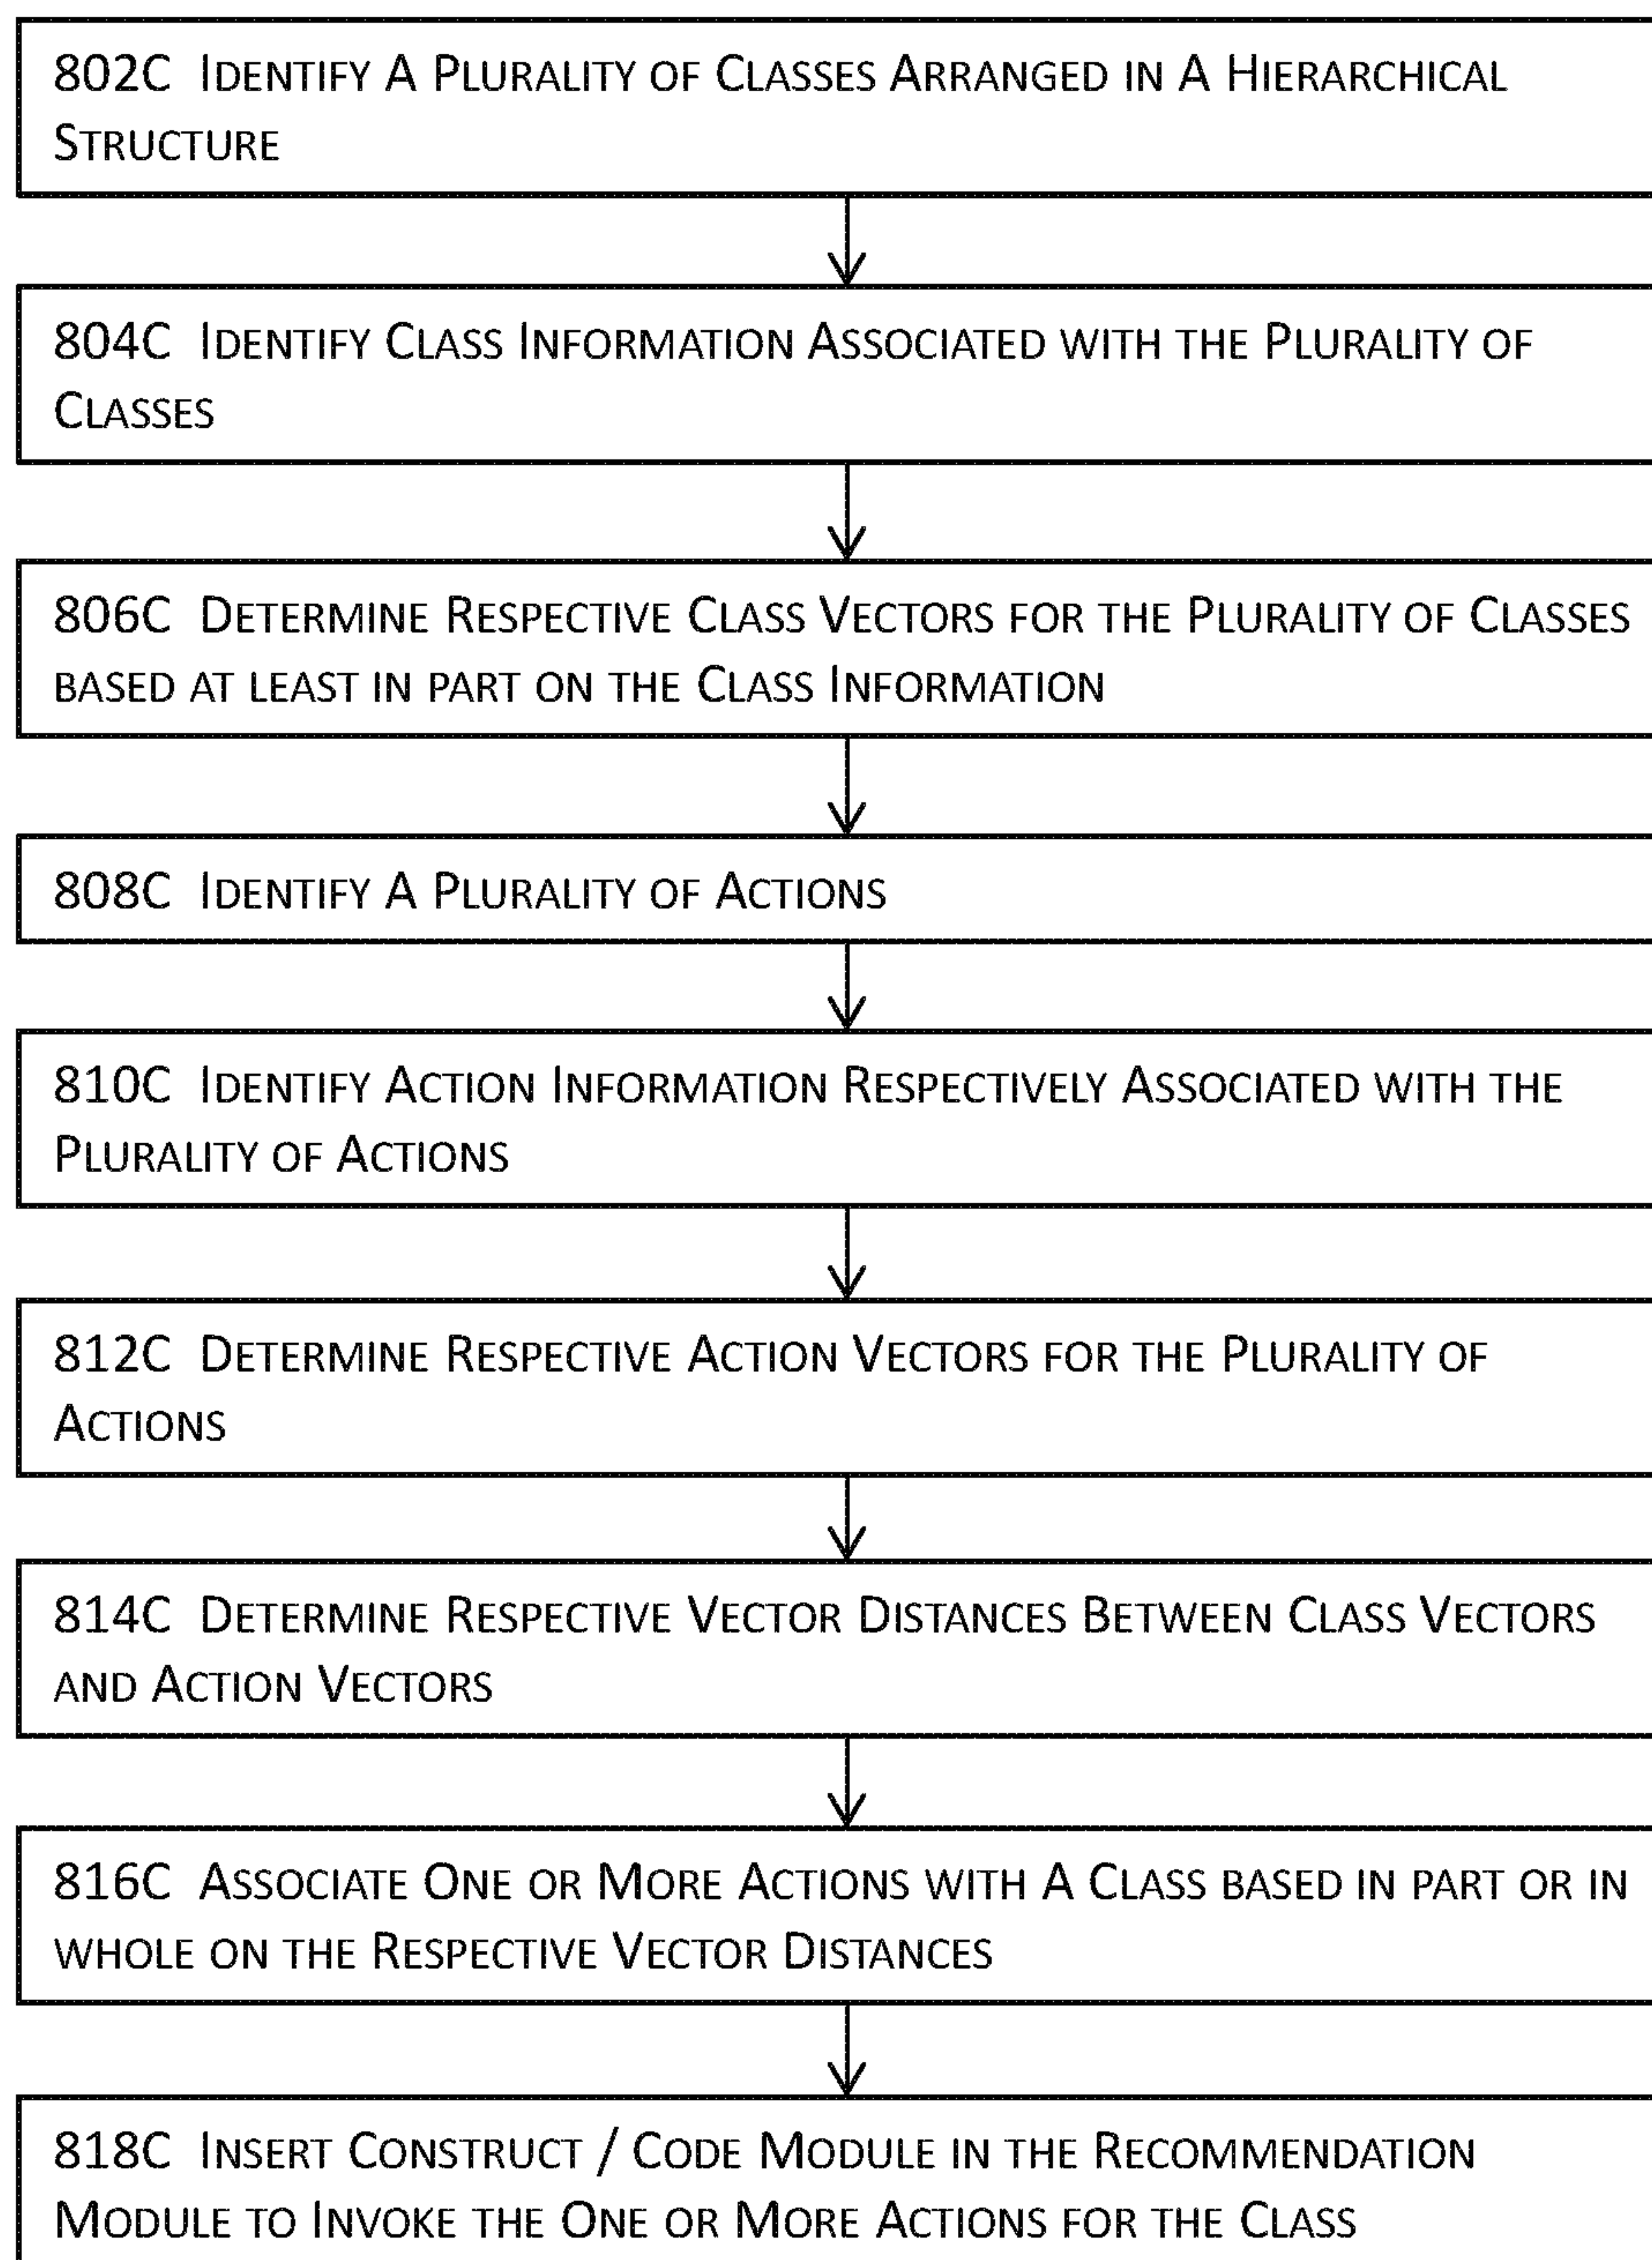 802C Identify A Plurality of Classes Arranged in A Hierarchical
Structure
804C Identify Class Information Associated with the Plurality of
Classes
806C Determine Respective Class Vectors for the Plurality of Classes
based at least in part on the Class Information
808C Identify A Plurality of Actions
810C Identify Action Information Respectively Associated with the
Plurality of Actions
812C Determine Respective Action Vectors for the Plurality of
Actions
814C Determine Respective Vector Distances Between Class Vectors
and Action Vectors
816C Associate One or More Actions with A Class based in part or in
whole on the Respective Vector Distances
818C Insert Construct / Code Module in the Recommendation
Module to Invoke the One or More Actions for the Class